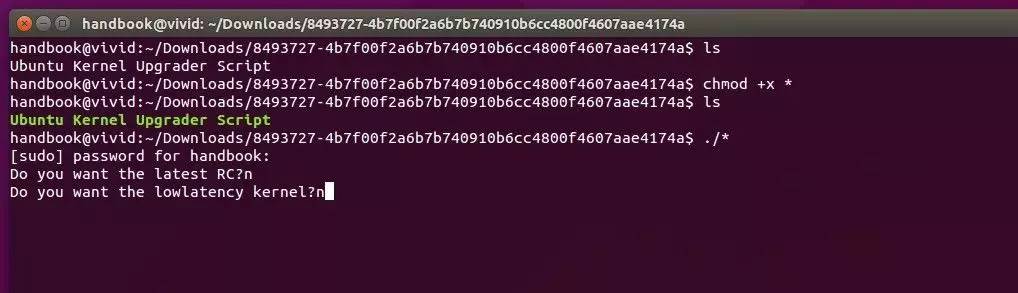 handbook@vivid: ~/Downloads/8493727-4b7f00f2a6b7b740910b6cc4800f4607aae4174a
handbook@vivid:~/Downloads/8493727-4b7f00f2a6b7b740910b6cc4800f4607aae4174a$ ls
Ubuntu Kernel Upgrader Script
handbook@vivid:~/Downloads/8493727-4b7f00f2a6b7b740910b6cc4800f4607aae4174a$ chmod +x *
handbook@vivid:~/Downloads/8493727-4b7f00f2a6b7b740910b6cc4800f4607aae4174a$ ls
Ubuntu Kernel Upgrader Script
handbook@vivid:~/Downloads/8493727-4b7f00f2a6b7b740910b6cc4800f4607aae4174a$ ./*
[sudo] password for handbook:
Do you want the latest RC?n
Do you want the lowlatency kernel?n